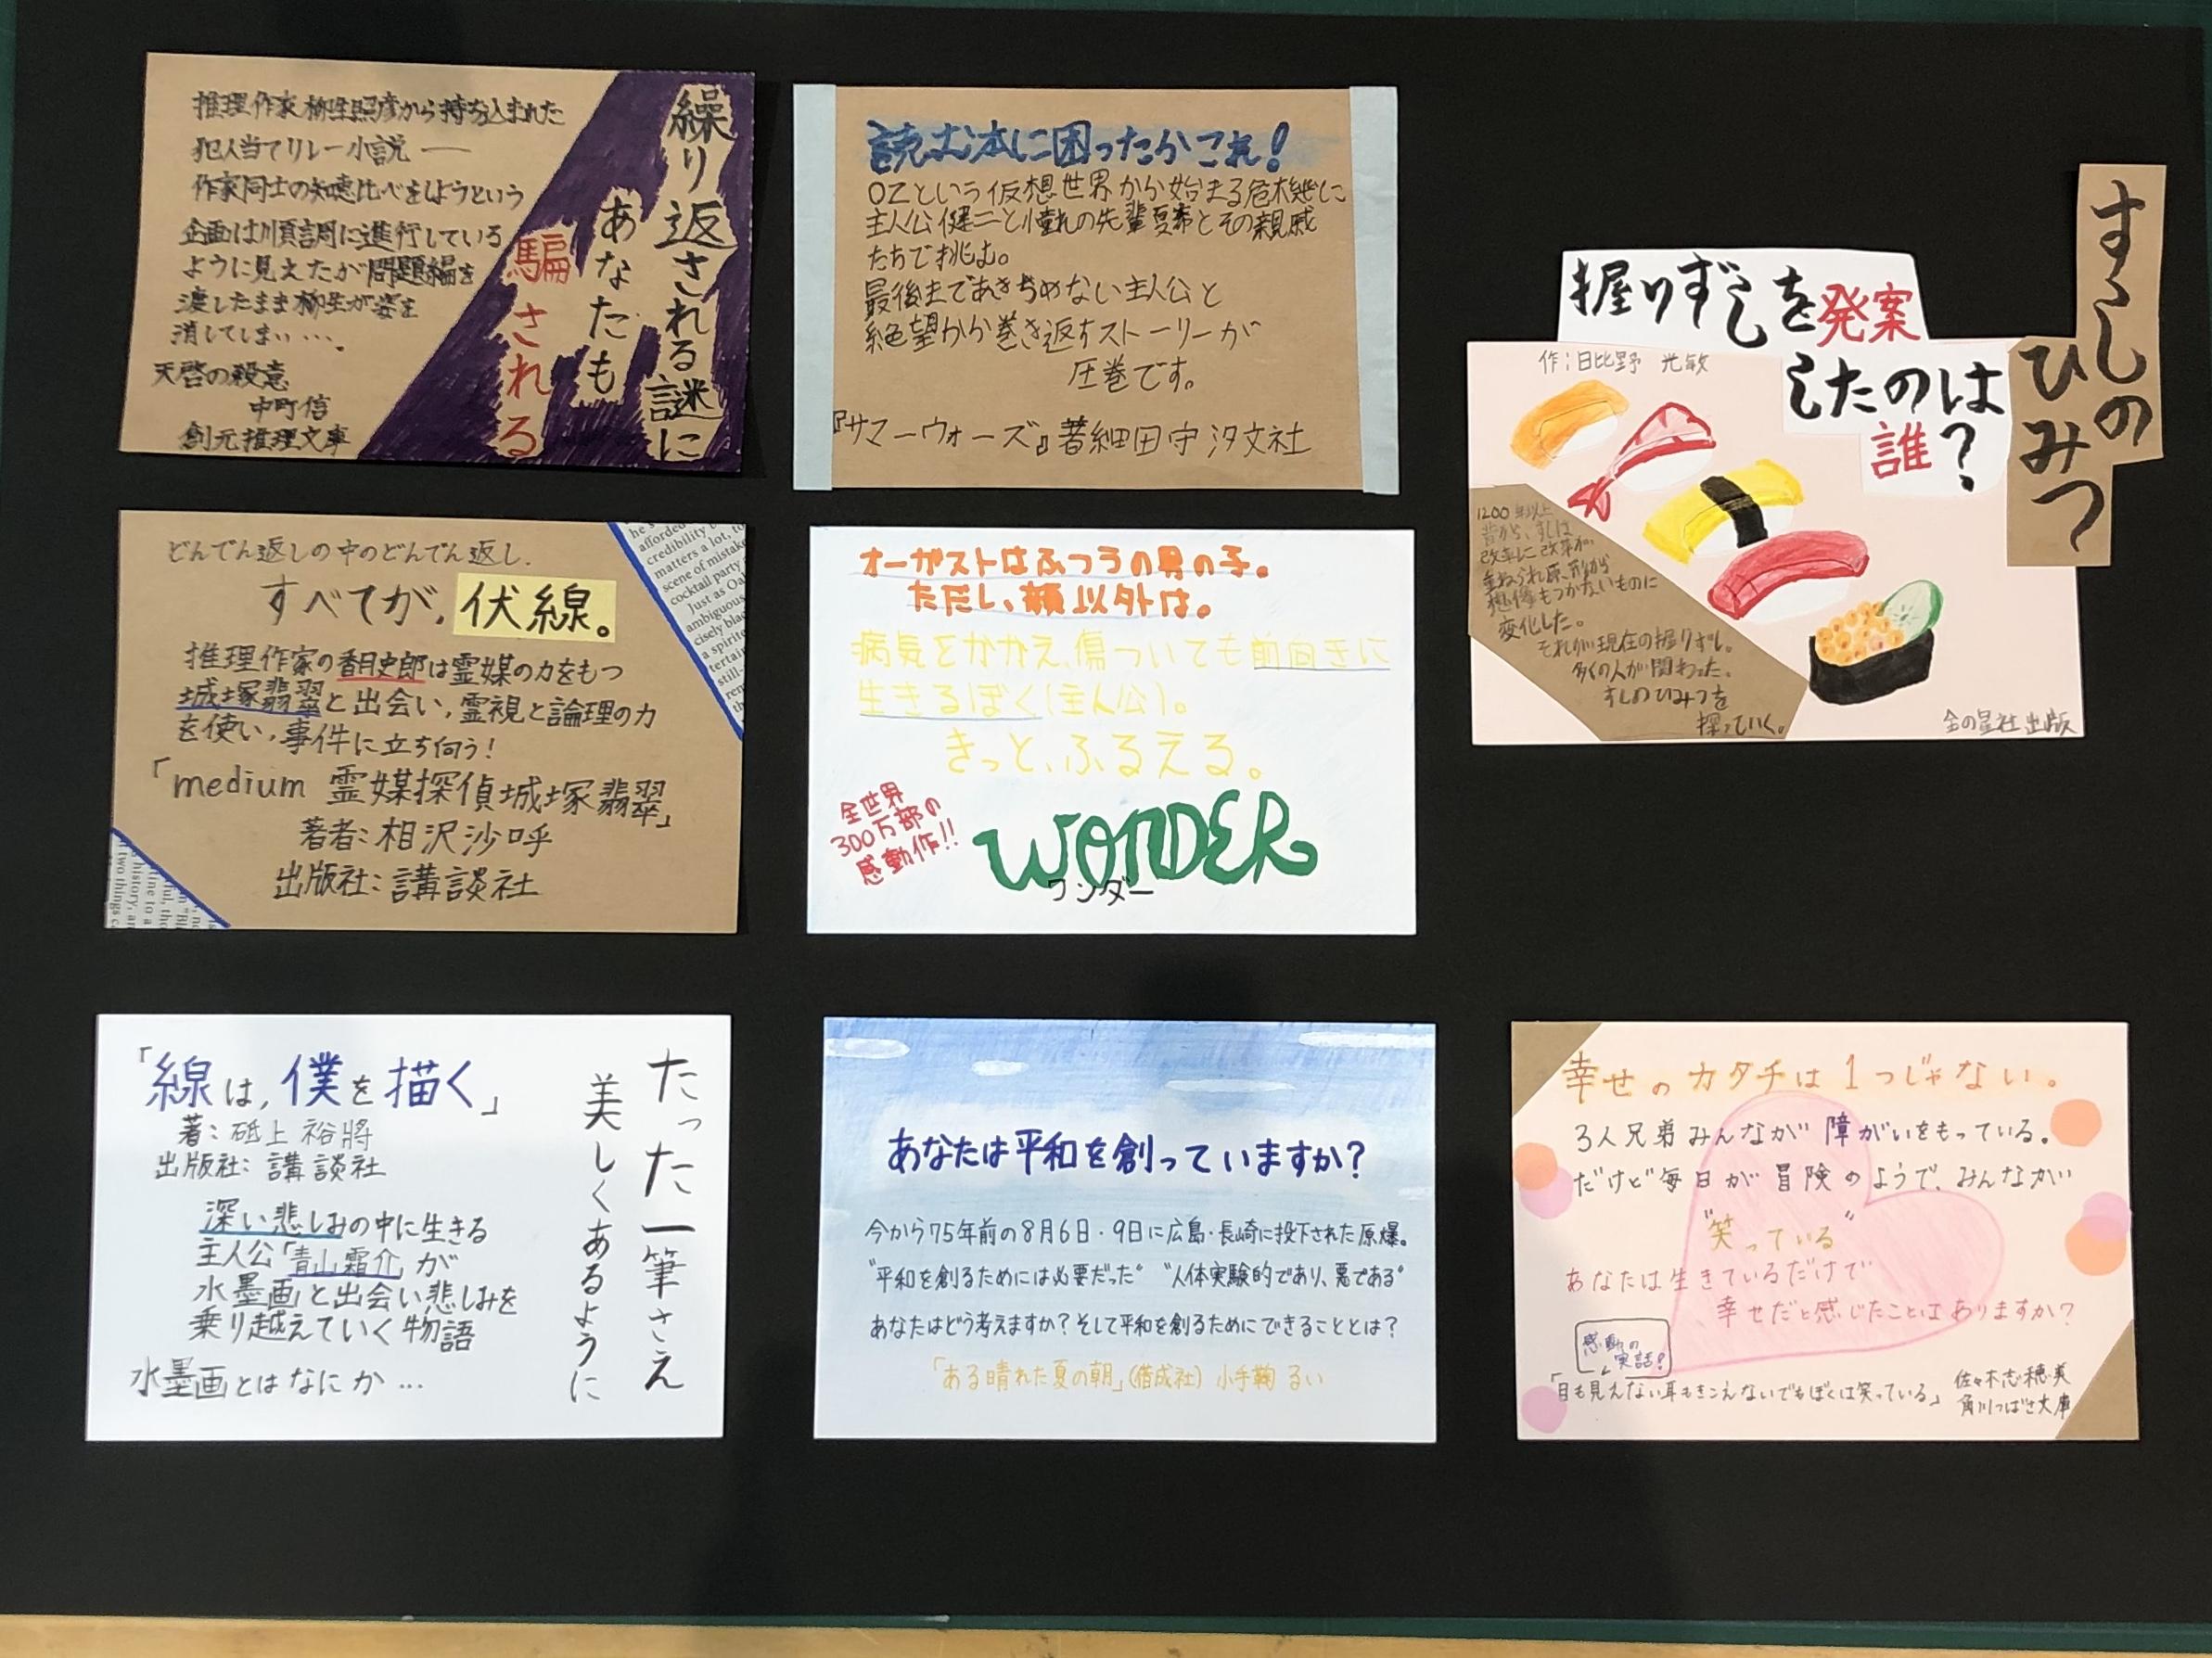 繰り返される謎に
あなたも
騙される
推理作家柳生照彦から持ち込まれた
犯人当てリレー小説―
作家同士の知恵比べをしようという
企画は順調に進行している
ように見えたが問題編を
渡したまま柳生が姿を
消してしまい…。
天啓の殺意
中町信
創元推理文庫
読む本に困ったらこれ!
OZという仮想世界から始まる危機に
主人公健二と憧れの先輩夏希とその親戚
たちで挑む。
最後まであきらめない主人公と
絶望から巻き返すストーリーが
圧巻です。
『サマーウォーズ』著細田守汐文社
すしの
ひみつ
握りずしを発案
したのは
誰?
作:日比野 光敏
1200年以上
昔から、すしは
改革に改革が
重ねられ原形から
想像もつかないものに
変化した。
それが現在の握りずし。
多くの人が関わった。
すしのひみつを
探っていく。
金の星社出版
どんでん返しの中のどんでん返し.
すべてが,伏線。
推理作家の香月史郎は霊媒の力をもつ
城塚翡翠と出会い,霊視と論理の力
を使い,事件に立ち向う!
「medium 霊媒探偵城塚翡翠」
著者:相沢沙呼
出版社:講談社
he's
afforded
credibility
matters a lot,
scene of mistake
cocktail party
Just as Oa
ambiguous
cisely bla
a spirite
tertai
still-
オーガストはふつうの男の子。
ただし、顔以外は。
病気をかかえ、傷ついても前向きに
生きるぼく(主人公)。
きっと、ふるえる。
全世界
300万部の
感動作!!
WONDER
ワンダー
たった一筆さえ
美しくあるように
「線は,僕を描く」
著:砥上裕將
出版社:講談社
深い悲しみの中に生きる
主人公「青山霜介」が
水墨画と出会い悲しみを
乗り越えていく物語
水墨画とはなにか…
あなたは平和を創っていますか?
今から75年前の8月6日・9日に広島・長崎に投下された原爆。
"平和を創るためには必要だった" "人体実験的であり、悪である"
あなたはどう考えますか?そして平和を創るためにできることとは?
「ある晴れた夏の朝」(偕成社) 小手鞠るい
幸せのカタチは1つじゃない。
3人兄弟みんなが障がいをもっている。
だけど毎日が冒険のようで、みんなが
"笑っている"
あなたは生きているだけで
幸せだと感じたことはありますか?
感動の
実話!
「目も見えない耳もきこえないでもぼくは笑っている」
佐々木志穂美
角川つばさ文庫